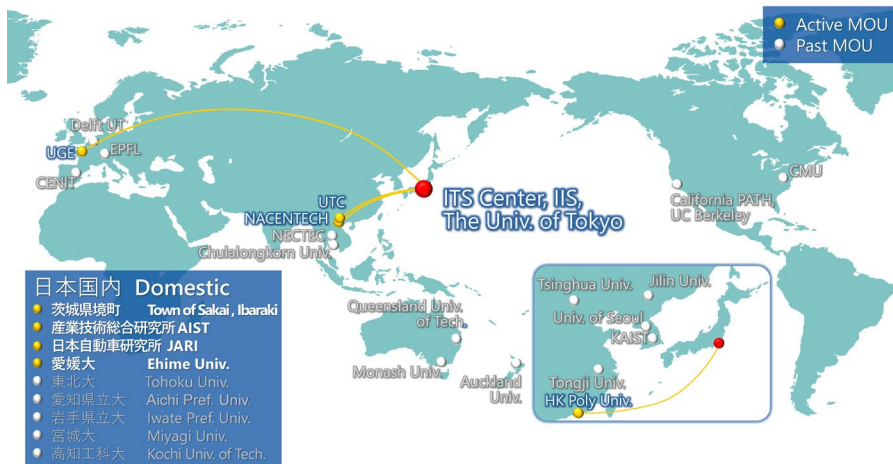 Active MOU
Past MOU
Delft UT
UGE
EPFL
CENIT
UTC
NACENTECH
NECTEC
Chulalongkorn Univ.
ITS Center, IIS,
The Univ. of Tokyo
CMU
California PATH,
UC Berkeley
日本国内 Domestic
茨城県境町 Town of Sakai , Ibaraki
産業技術総合研究所 AIST
日本自動車研究所 JARI
愛媛大 Ehime Univ.
東北大 Tohoku Univ.
愛知県立大 Aichi Pref. Univ.
岩手県立大 Iwate Pref. Univ.
宮城大 Miyagi Univ.
高知工科大 Kochi Univ. of Tech.
Queensland Univ.
of Tech.
Monash Univ.
Auckland
Univ.
Tsinghua Univ.
Jilin Univ.
Univ. of Seoul
KAIST
Tongji Univ.
HK Poly Univ.